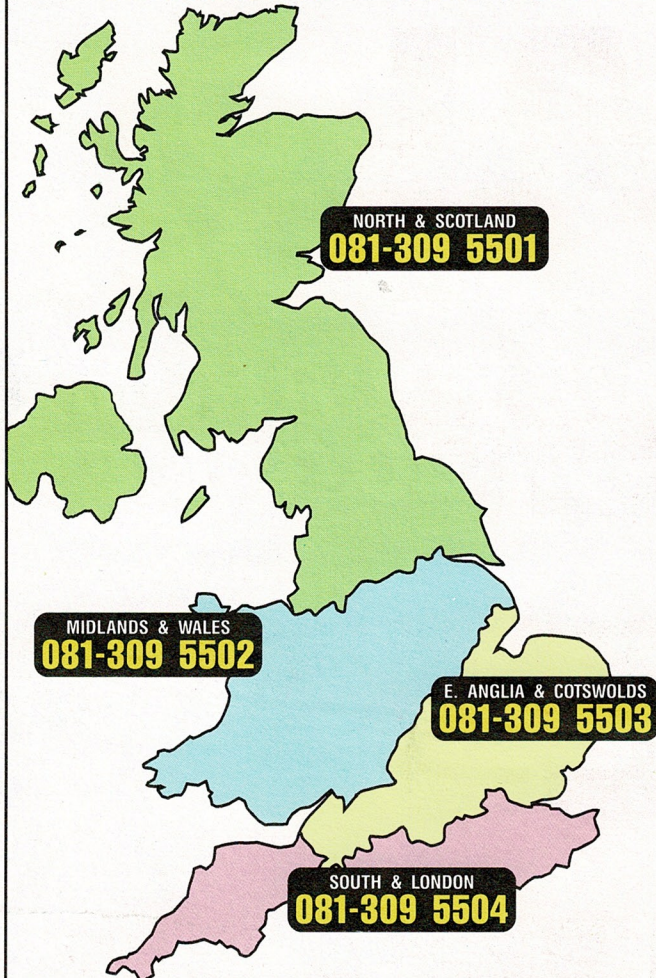 NORTH & SCOTLAND
081-309 5501
MIDLANDS & WALES
081-309 5502
E. ANGLIA & COTSWOLDS
081-309 5503
SOUTH & LONDON
081-309 5504